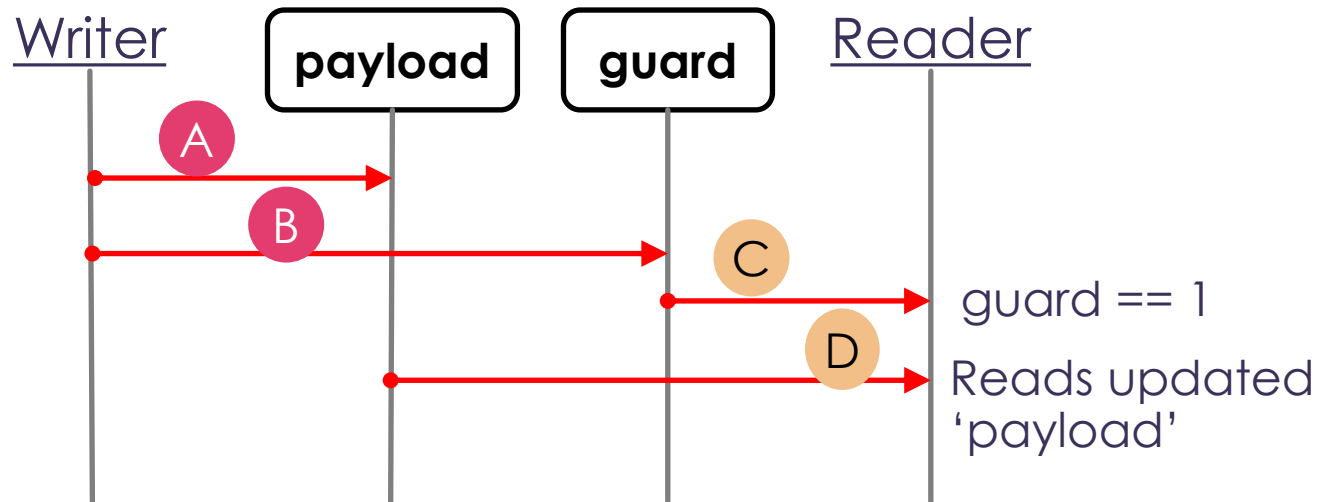 Writer
payload
guard
Reader
A
B
C
guard == 1
D
Reads updated
‘payload’